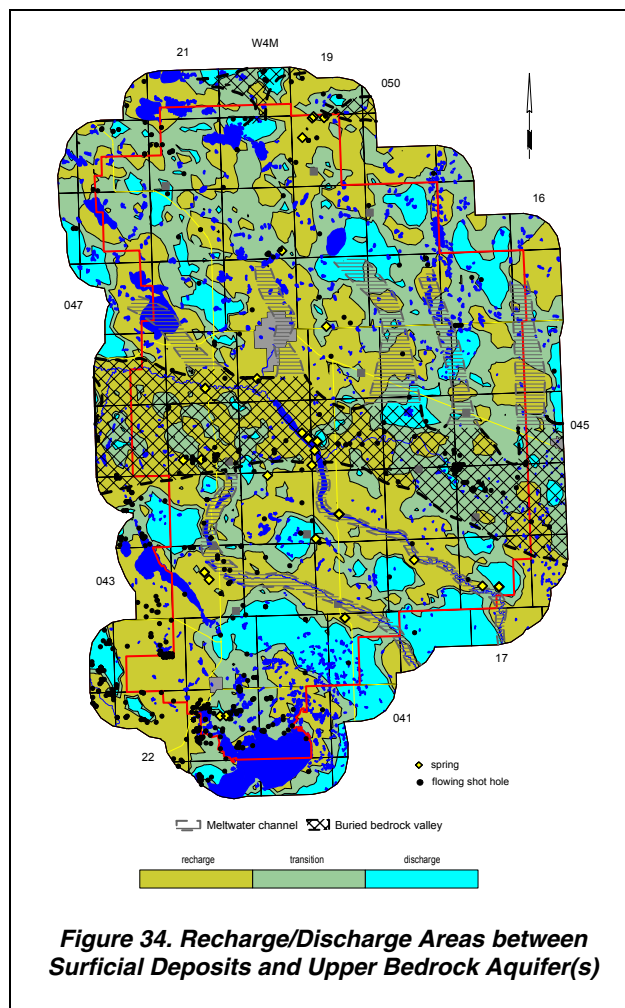 W4M
21
19
050
16
047
045
043
17
041
22
spring
flowing shot hole
Meltwater channel
Buried bedrock valley
recharge
transition
discharge
Figure 34. Recharge/Discharge Areas between
Surficial Deposits and Upper Bedrock Aquifer(s)